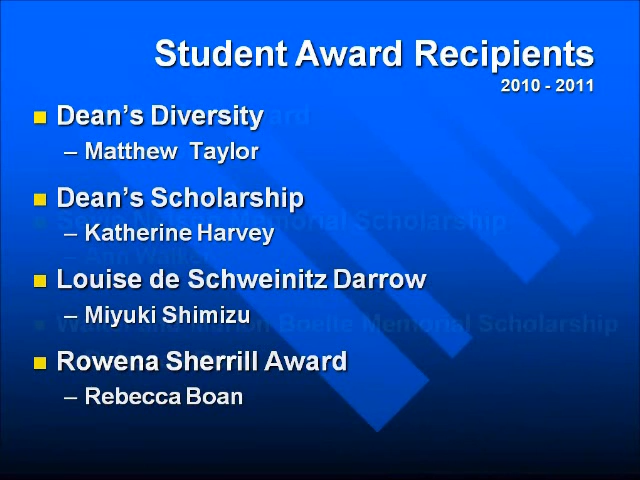 Student Award Recipients
2010 - 2011
Dean's Diversity
– Matthew Taylor
Dean's Scholarship
– Katherine Harvey
Louise de Schweinitz Darrow
– Miyuki Shimizu
Rowena Sherrill Award
– Rebecca Boan